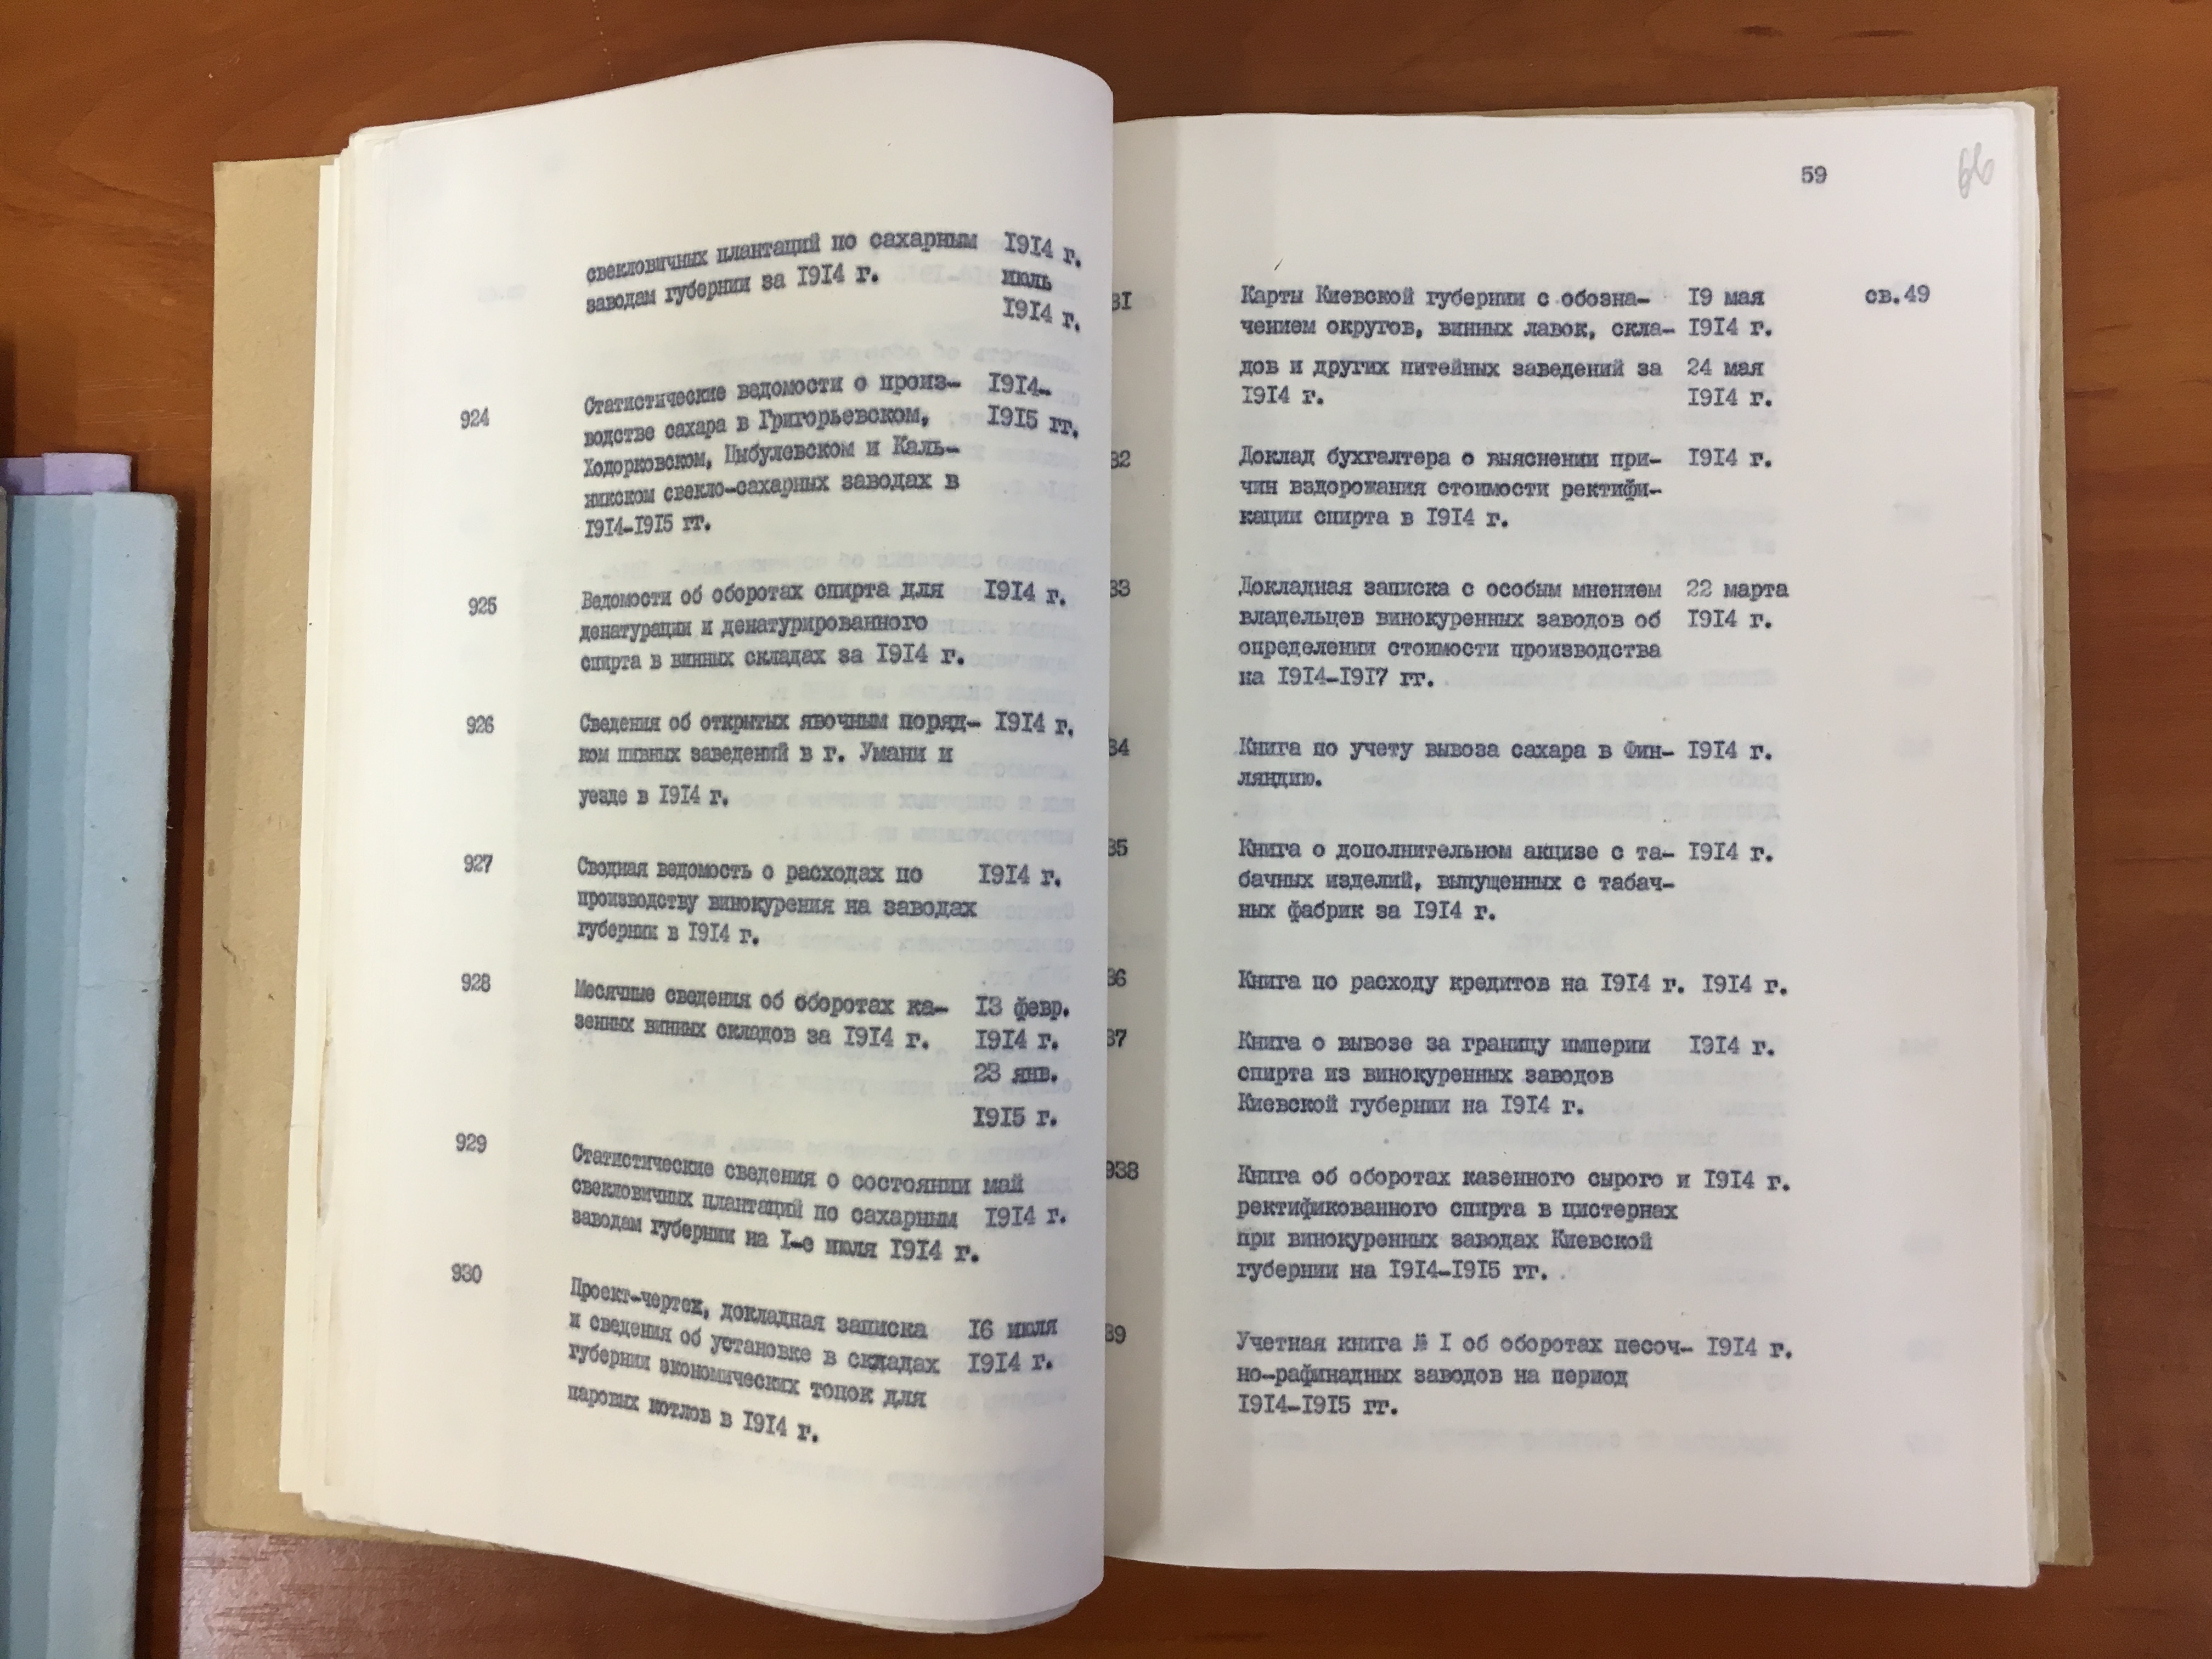 свекловичных плантаций по сахарным 1914 г.
заводам губернии за 1914 г. июль
1914 г.
924 Статистические ведомости о произ- 1914-
водстве сахара в Григорьевском, 1915 гг.
Ходорковском, Цыбулевском и Каль-
никском свекло-сахарных заводах в
1914-1915 гг.
925 Ведомости об оборотах спирта для 1914 г.
денатурации и денатурированного
спирта в винных складах за 1914 г.
926 Сведения об открытых явочным поряд- 1914 г.
ком пивных заведений в г. Умани и
уезде в 1914 г.
927 Сводная ведомость о расходах по 1914 г.
производству винокурения на заводах
губернии в 1914 г.
928 Месячные сведения об оборотах ка- 13 февр.
зенных винных складов за 1914 г. 1914 г.
23 янв.
1915 г.
929 Статистические сведения о состоянии май
свекловичных плантаций по сахарным 1914 г.
заводам губернии на 1-е июля 1914 г.
930 Проект-чертеж, докладная записка 16 июля
и сведения об установке в складах 1914 г.
губернии экономических топок для
паровых котлов в 1914 г.
59
66
31 Карты Киевской губернии с обозна- 19 мая св.49
чением округов, винных лавок, скла- 1914 г.
дов и других питейных заведений за 24 мая
1914 г. 1914 г.
32 Доклад бухгалтера о выяснении при- 1914 г.
чин вздорожания стоимости ректифи-
кации спирта в 1914 г.
33 Докладная записка с особым мнением 22 марта
владельцев винокуренных заводов об 1914 г.
определении стоимости производства
на 1914-1917 гг.
34 Книга по учету вывоза сахара в Фин- 1914 г.
ляндию.
35 Книга о дополнительном акцизе с та- 1914 г.
бачных изделий, выпущенных с табач-
ных фабрик за 1914 г.
36 Книга по расходу кредитов на 1914 г. 1914 г.
37 Книга о вывозе за границу империи 1914 г.
спирта из винокуренных заводов
Киевской губернии на 1914 г.
938 Книга об оборотах казенного сырого и 1914 г.
ректификованного спирта в цистернах
при винокуренных заводах Киевской
губернии на 1914-1915 гг.
39 Учетная книга № 1 об оборотах песоч- 1914 г.
но-рафинадных заводов на период
1914-1915 гг.